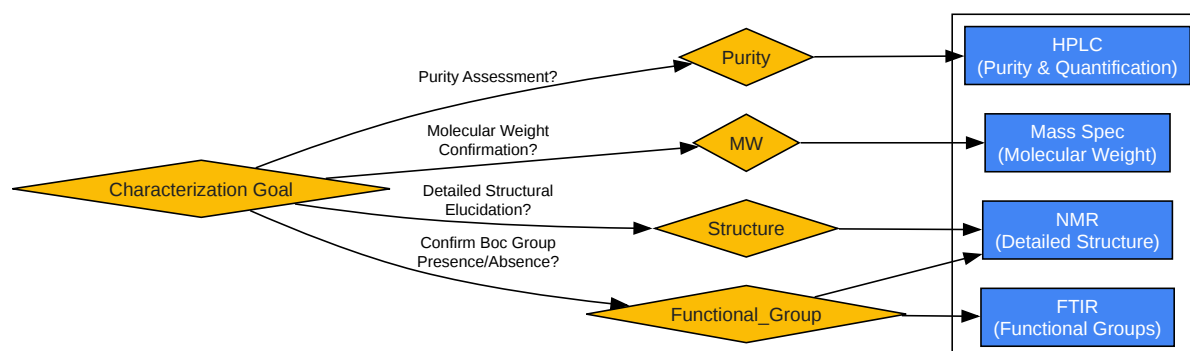 Purity
HPLC
(Purity & Quantification)
Purity Assessment?
Molecular Weight
Confirmation?
MW
Mass Spec
(Molecular Weight)
Characterization Goal
Detailed Structural
Elucidation?
Structure
NMR
(Detailed Structure)
Confirm Boc Group
Presence/Absence?
Functional_Group
FTIR
(Functional Groups)